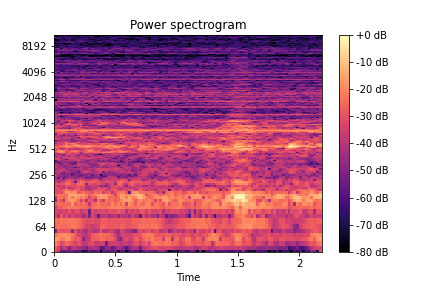 Power spectrogram
8192
4096
2048
1024
512
256
128
64
0
Hz
0
0.5
1
1.5
2
Time
+0 dB
-10 dB
-20 dB
-30 dB
-40 dB
-50 dB
-60 dB
-70 dB
-80 dB